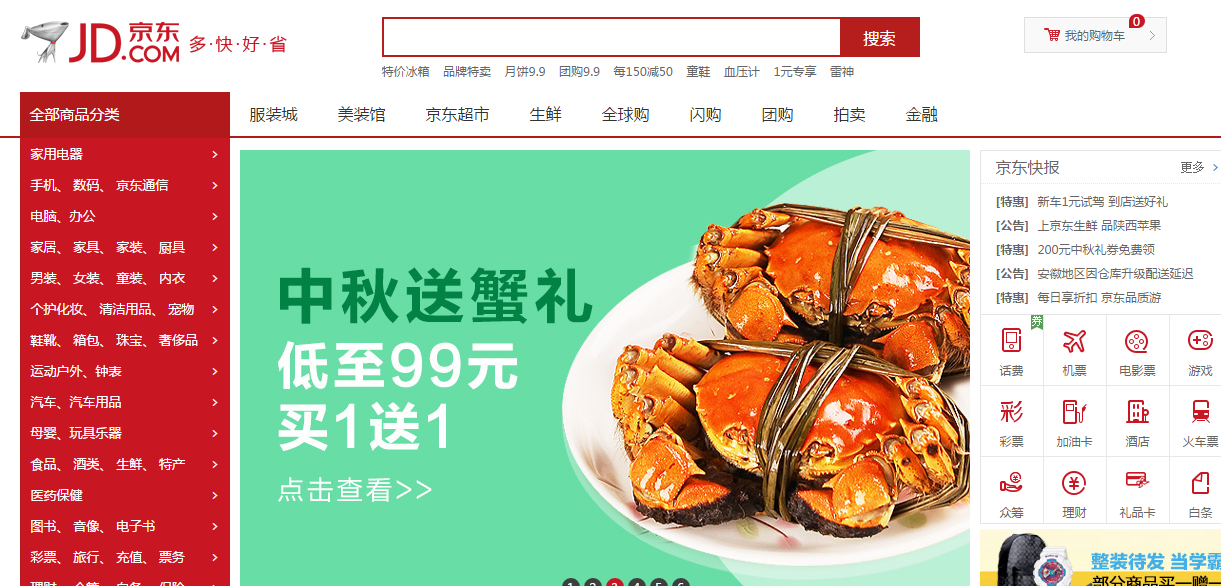 JD.COM 京东 多·快·好·省
搜索
0
我的购物车
特价冰箱 品牌特卖 月饼9.9 团购9.9 每150减50 童鞋 血压计 1元专享 雷神
全部商品分类
服装城 美装馆 京东超市 生鲜 全球购 闪购 团购 拍卖 金融
家用电器
手机、数码、京东通信
电脑、办公
家居、家具、家装、厨具
男装、女装、童装、内衣
个护化妆、清洁用品、宠物
鞋靴、箱包、珠宝、奢侈品
运动户外、钟表
汽车、汽车用品
母婴、玩具乐器
食品、酒类、生鲜、特产
医药保健
图书、音像、电子书
彩票、旅行、充值、票务
理财、众筹、白条、保险
中秋送蟹礼
低至99元
买1送1
点击查看>>
1 2 3 4 5 6
京东快报 更多
[特惠] 新车1元试驾 到店送好礼
[公告] 上京东生鲜 品陕西苹果
[特惠] 200元中秋礼券免费领
[公告] 安徽地区因仓库升级配送延迟
[特惠] 每日享折扣 京东品质游
券
话费 机票 电影票 游戏
彩
彩票 加油卡 酒店 火车票
众筹 理财 礼品卡 白条
整装待发 当学霸
部分商品买一赠一